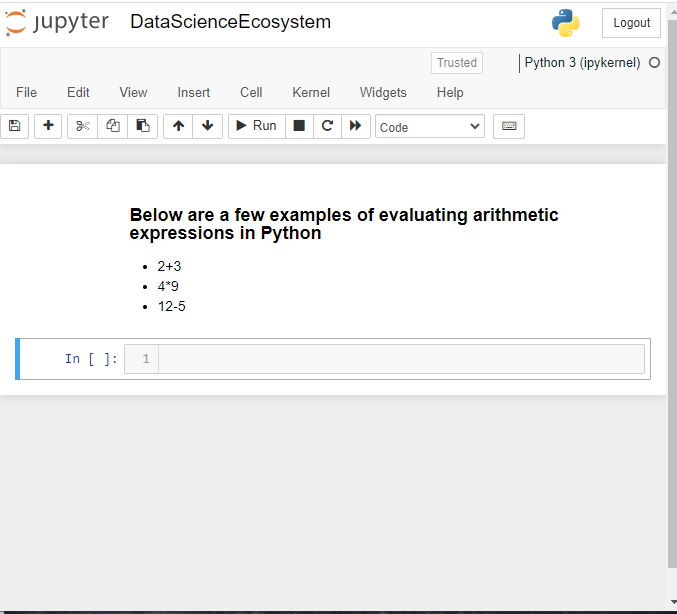 jupyter DataScienceEcosystem Logout
Trusted Python 3 (ipykernel)
File Edit View Insert Cell Kernel Widgets Help
Run Code
Below are a few examples of evaluating arithmetic
expressions in Python
• 2+3
• 4*9
• 12-5
In [ ]: 1